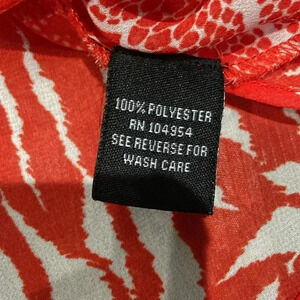 100% POLYESTER
RN 104954
SEE REVERSE FOR
WASH CARE